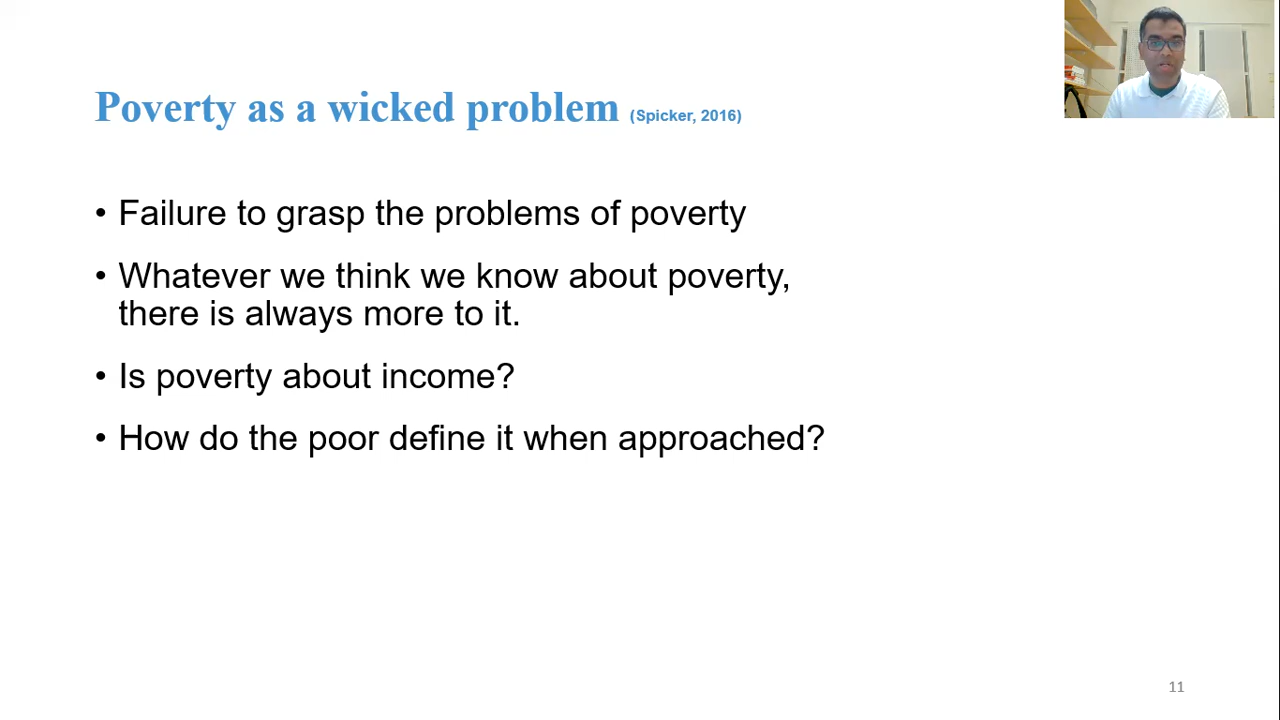 Poverty as a wicked problem (Spicker, 2016)
• Failure to grasp the problems of poverty
• Whatever we think we know about poverty,
there is always more to it.
• Is poverty about income?
• How do the poor define it when approached?
11